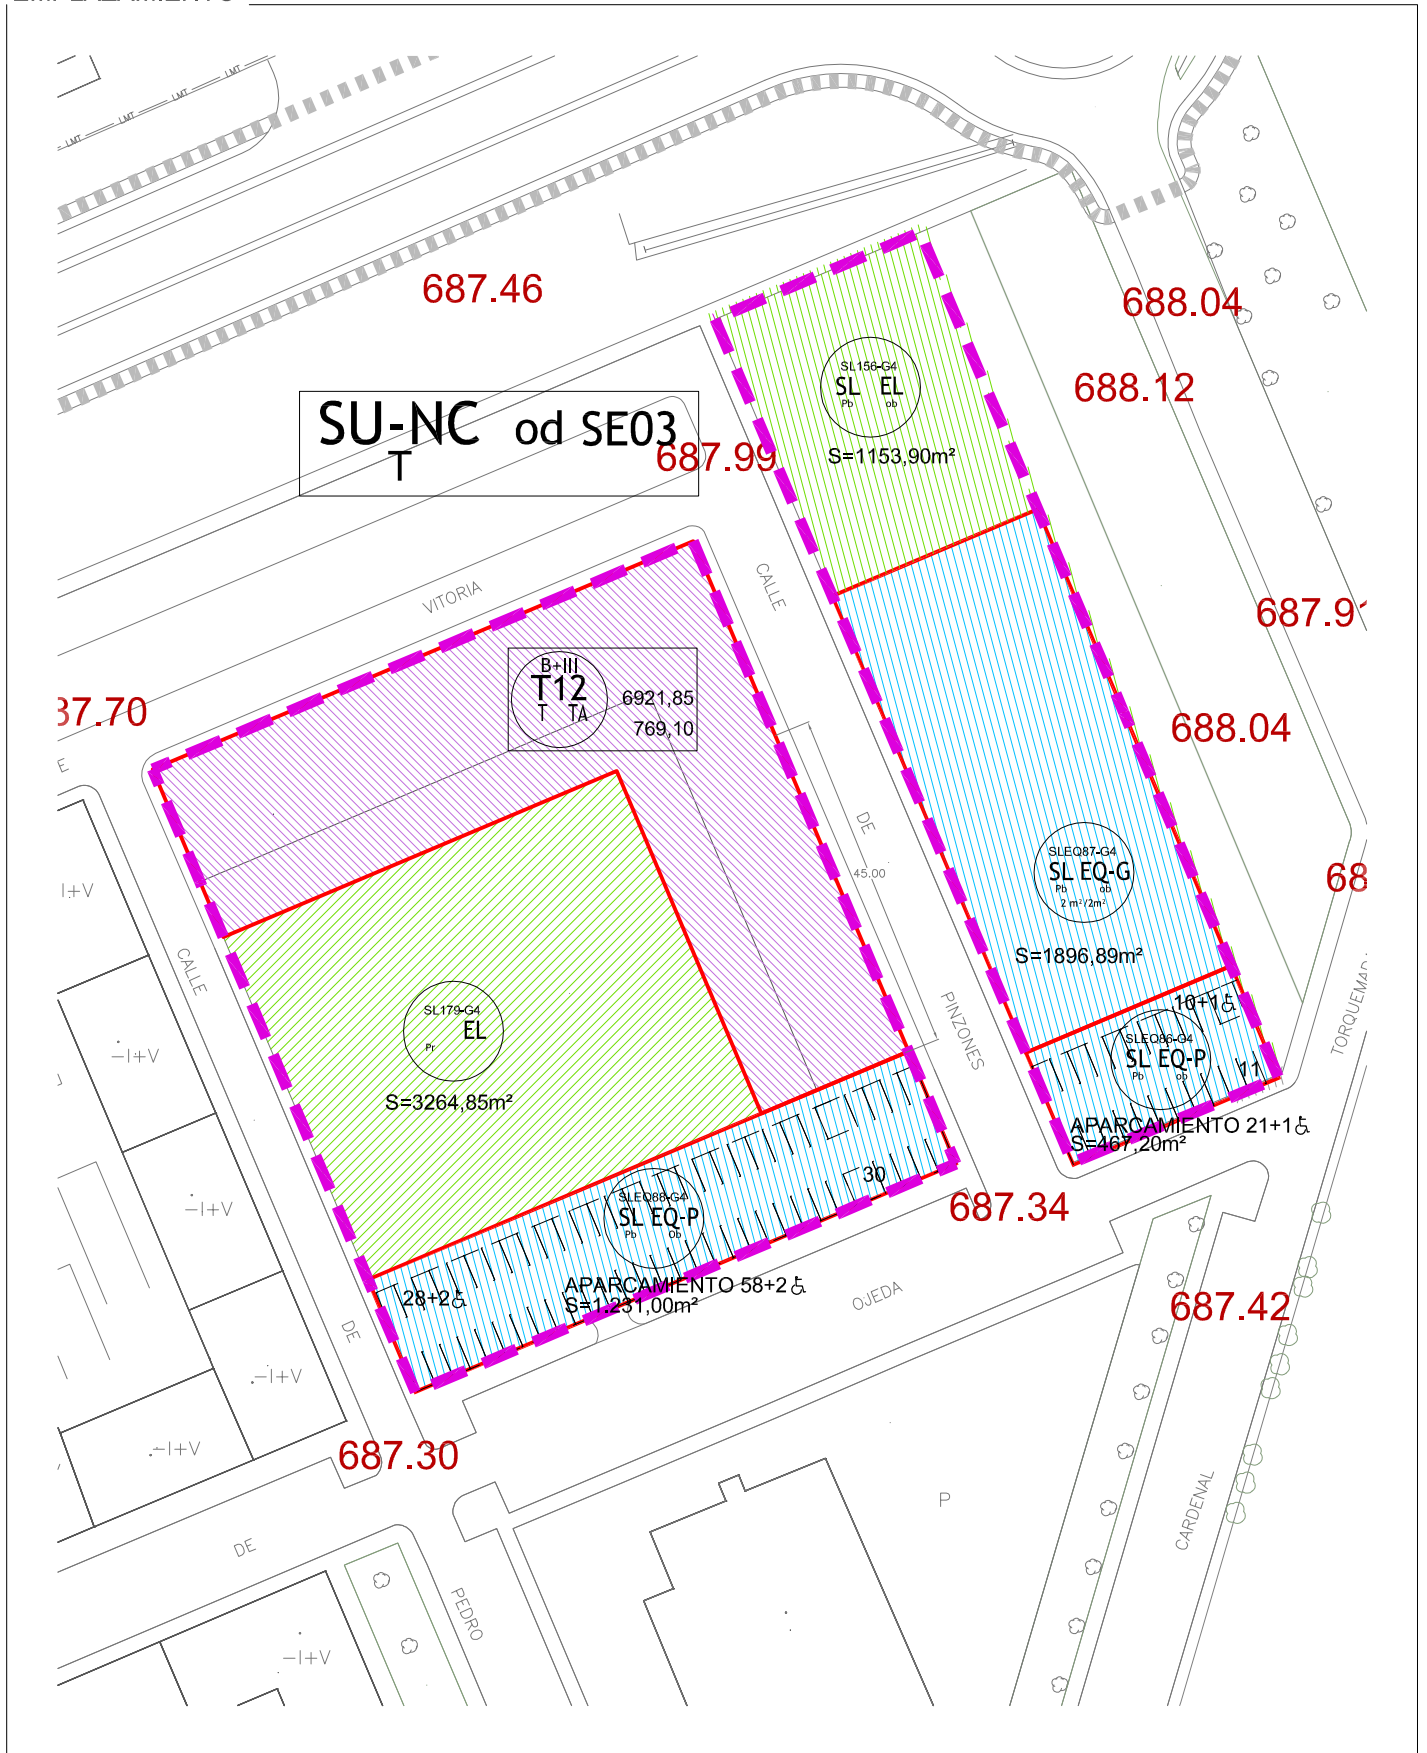 LMT
LMT
LMT
LMT
687.46
688.04
688.12
SL156-G4
SL EL
Pb ob
S=1153,90m²
SU-NC od SE03
T
687.99
VITORIA
CALLE
687.91
B+III
T12
T TA
6921,85
769,10
37.70
E
688.04
DE
45.00
SLEQ87-G4
SL EQ-G
Pb ob
2 m²/2m²
S=1896,89m²
68
I+V
CALLE
SL179-G4
EL
Pr
S=3264,85m²
PINZONES
10+1
SLEQ86-G4
SL EQ-P
Pb ob
11
TORQUEMADA
APARCAMIENTO 21+1
S=467,20m²
-I+V
-I+V
30
SLEQ88-G4
SL EQ-P
Pb Ob
687.34
28+2
APARCAMIENTO 58+2
S=1.231,00m²
OJEDA
687.42
DE
-I+V
-I+V
687.30
P
CARDENAL
DE
PEDRO
-I+V